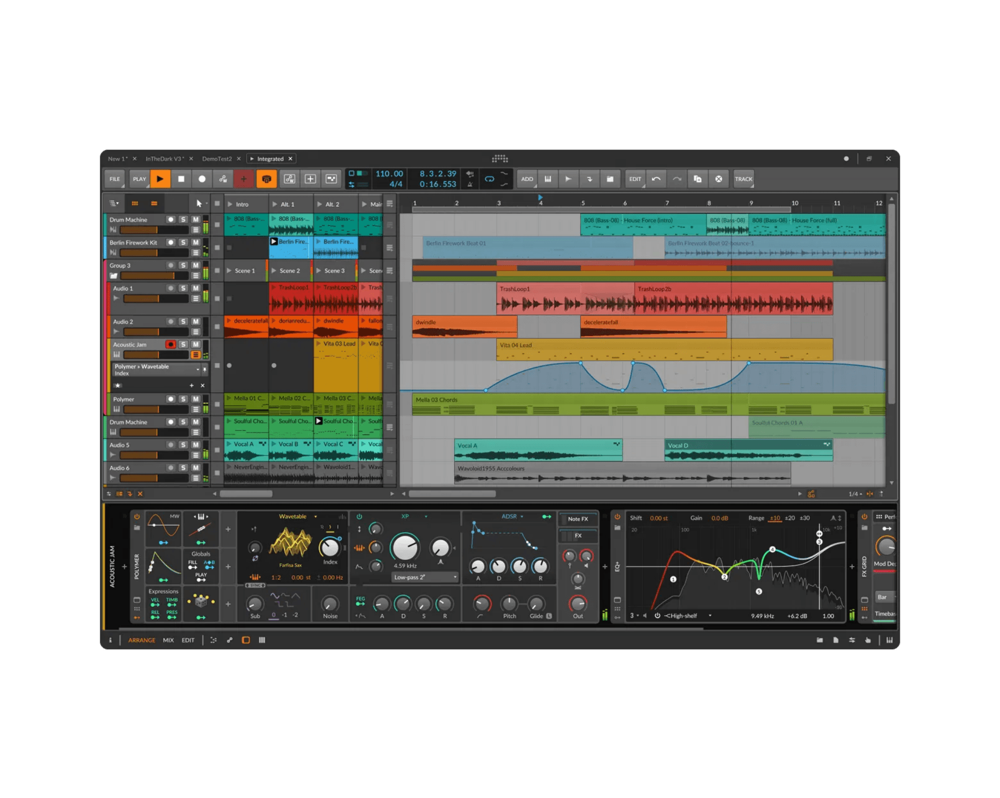 New 1* × InTheDark V3* × DemoTest2 × Integrated ×
FILE PLAY 110.00 4/4 8.3.2.39 0:16.553 ADD EDIT TRACK
Intro Alt. 1 Alt. 2 Main 1 2 3 4 5 6 7 8 9 10 11 12
Drum Machine S M 808 (Bass-... 808 (Bass-... 808 (Bass-... 808 (Bass-08) - House Force (intro) 808 (Bass-08) 808 (Bass-08) - House Force (full)
Berlin Firework Kit S M Berlin Fire... Berlin Fire... Berlin Firework Beat 01 Berlin Firework Beat 02-bounce-1
Group 3 S M Scene 1 Scene 2 Scene 3 Scen
Audio 1 S M TrashLoop1 TrashLoop2b Trash TrashLoop1 TrashLoop2b
Audio 2 S M deceleratefall dorianredu... dwindle fallon dwindle deceleratefall
Acoustic Jam S M Vita 03 Lead Vita Vita 04 Lead
Polymer » Wavetable
Index
Polymer S M Mella 01 C... Mella 02 C... Mella 03 C... Mella Mella 03 Chords
Drum Machine S M Soulful Cho... Soulful Cho... Soulful Cho... Soulf Soulful Chords 01 A
Audio 5 S M Vocal A Vocal B Vocal C Vocal Vocal A Vocal D
Audio 6 S M NeverEngin... NeverEngin... Wavoloid1... Wavo Wavoloid1955 Acccolours
1/4
ACOUSTIC JAM
POLYMER
MW
Globals
FILL A B
PLAY
Expressions
VEL TIMB
REL PRES
Wavetable
Index
Farfisa Sax
1:2 0.00 st 0.00 Hz
SYNC
Sub 0 -1 -2 Noise
XP
4.59 kHz
Low-pass 2°
FEG
A D S R
ADSR
A D S R
Pitch Glide L
Note FX
FX
Out
EQ+
Shift 0.00 st Gain 0.0 dB Range ±10 ±20 ±30
20 100 1k 10k +10
1 2 3 4 5
-10
3 High-shelf 9.49 kHz +6.2 dB 1.00
FX GRID
Perf
Mod Dep
Bar
Timebas
i ARRANGE MIX EDIT